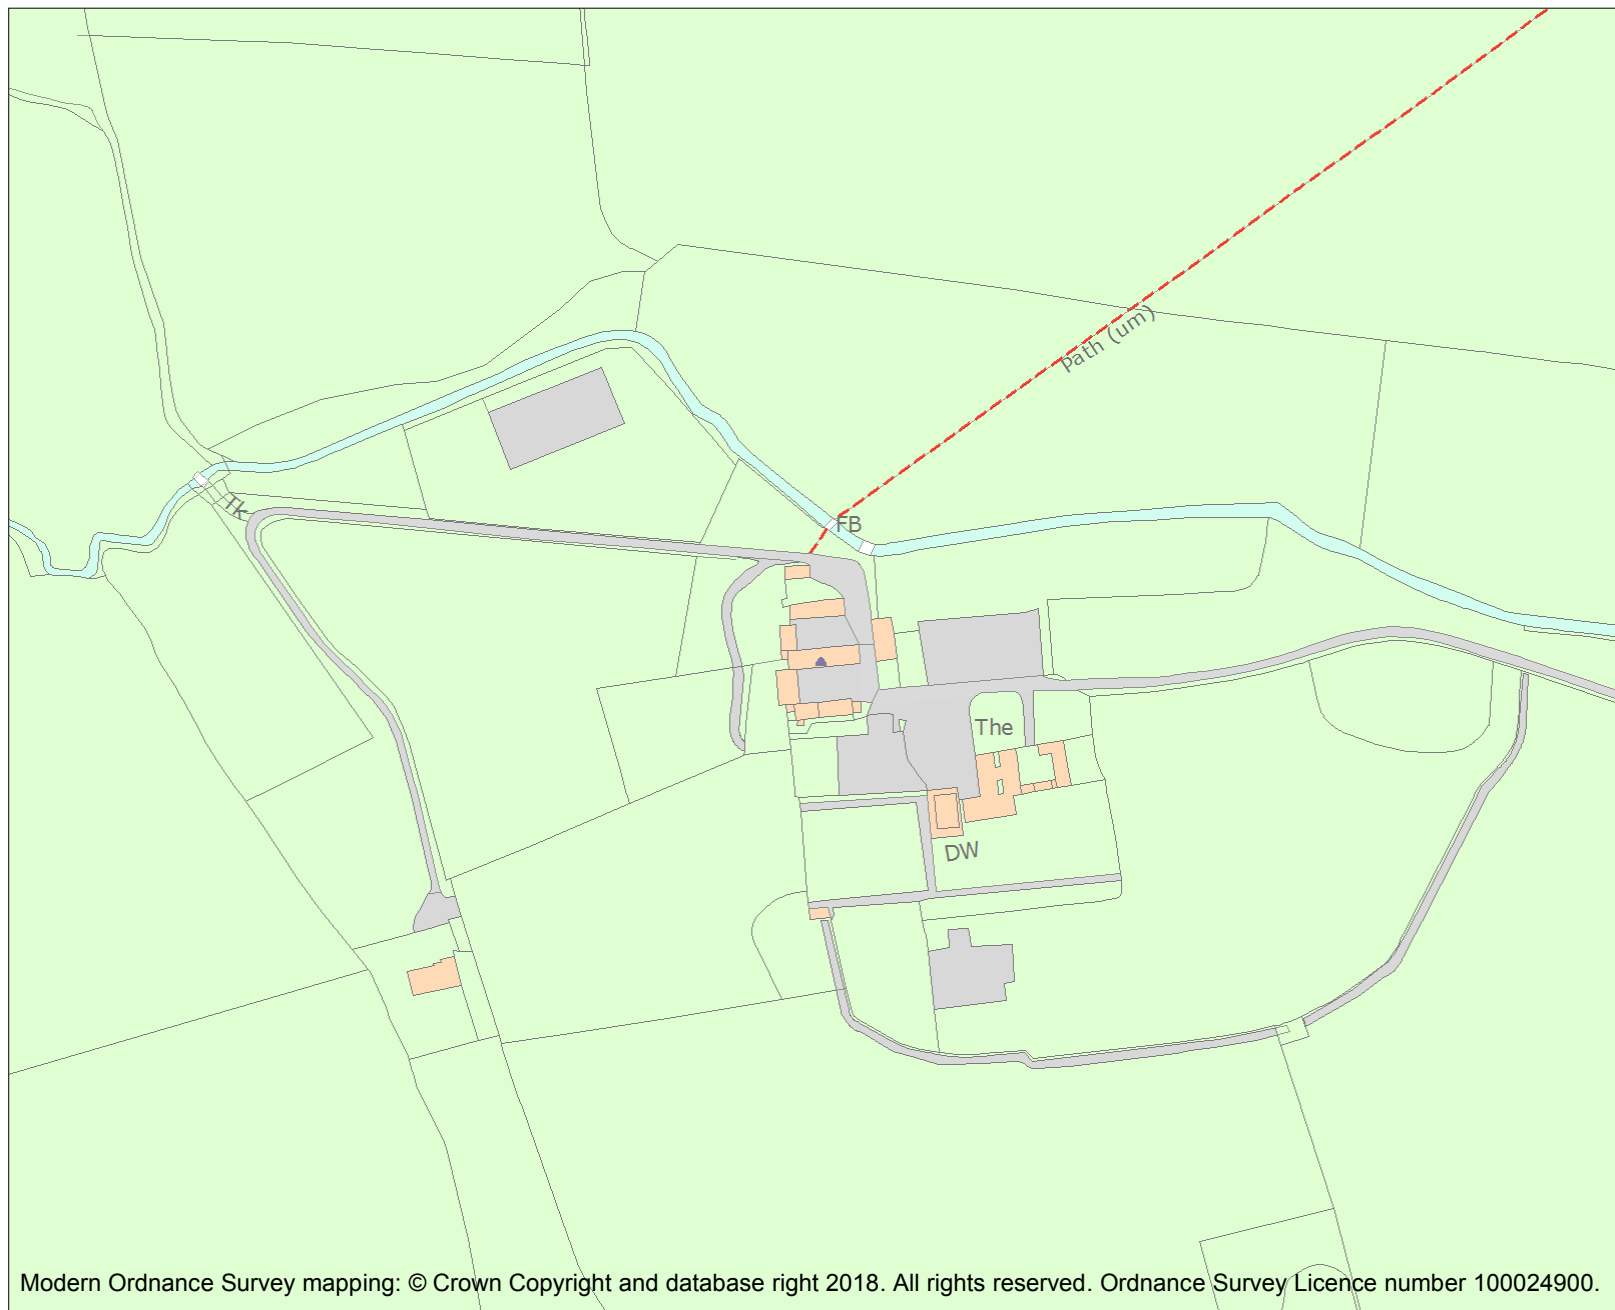 Path (um)
Tk
FB
The
DW
Modern Ordnance Survey mapping: © Crown Copyright and database right 2018. All rights reserved. Ordnance Survey Licence number 100024900.